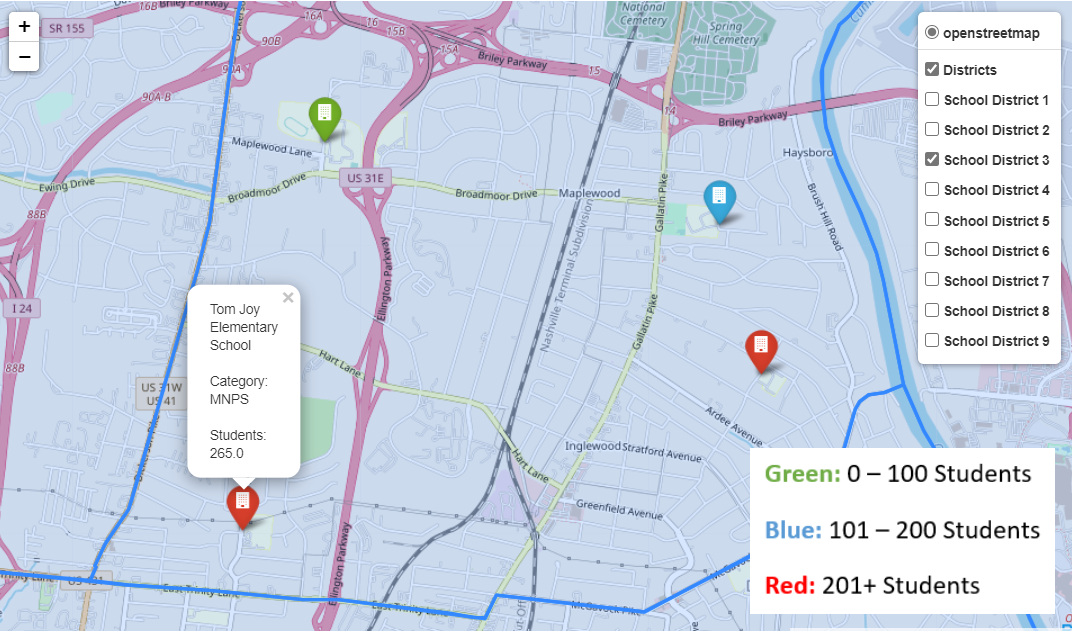 +
−
SR 155
16B
Briley Parkway
16A
16
15B
15A
90B
90A
90A-B
National
Cemetery
Spring
Hill Cemetery
Briley Parkway
15
14
Briley Parkway
Haysboro
Maplewood Lane
US 31E
Ewing Drive
Broadmoor Drive
Broadmoor Drive
Maplewood
Gallatin Pike
Brush Hill Road
88B
Ellington Parkway
Nashville Terminal Subdivision
I 24
Gallatin Pike
88B
Hart Lane
US 31W
US 41
Tom Joy
Elementary
School
Category:
MNPS
Students:
265.0
×
Ardee Avenue
Inglewood
Stratford Avenue
Hart Lane
Greenfield Avenue
Ellington Parkway
East Trinity Lane
East Trinity Lane
McGavock Pike
openstreetmap
Districts
School District 1
School District 2
School District 3
School District 4
School District 5
School District 6
School District 7
School District 8
School District 9
Green: 0 – 100 Students
Blue: 101 – 200 Students
Red: 201+ Students